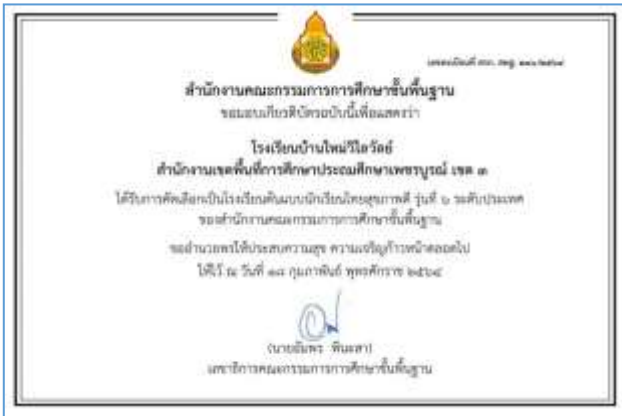 สำนักงานคณะกรรมการการศึกษาขั้นพื้นฐาน
ขอมอบเกียรติบัตรฉบับนี้เพื่อแสดงว่า
โรงเรียนบ้านใหม่วิไลวัลย์
สำนักงานเขตพื้นที่การศึกษาประถมศึกษาเพชรบูรณ์ เขต ๓
ได้รับการคัดเลือกเป็นโรงเรียนต้นแบบนักเรียนไทยสุขภาพดี รุ่นที่ ๖ ระดับประเทศ
ของสำนักงานคณะกรรมการการศึกษาขั้นพื้นฐาน
ขออำนวยพรให้ประสบความสุข ความเจริญก้าวหน้าตลอดไป
ให้ไว้ ณ วันที่ ๑๘ กุมภาพันธ์ พุทธศักราช ๒๕๖๔
(นายอัมพร พินะสา)
เลขาธิการคณะกรรมการการศึกษาขั้นพื้นฐาน